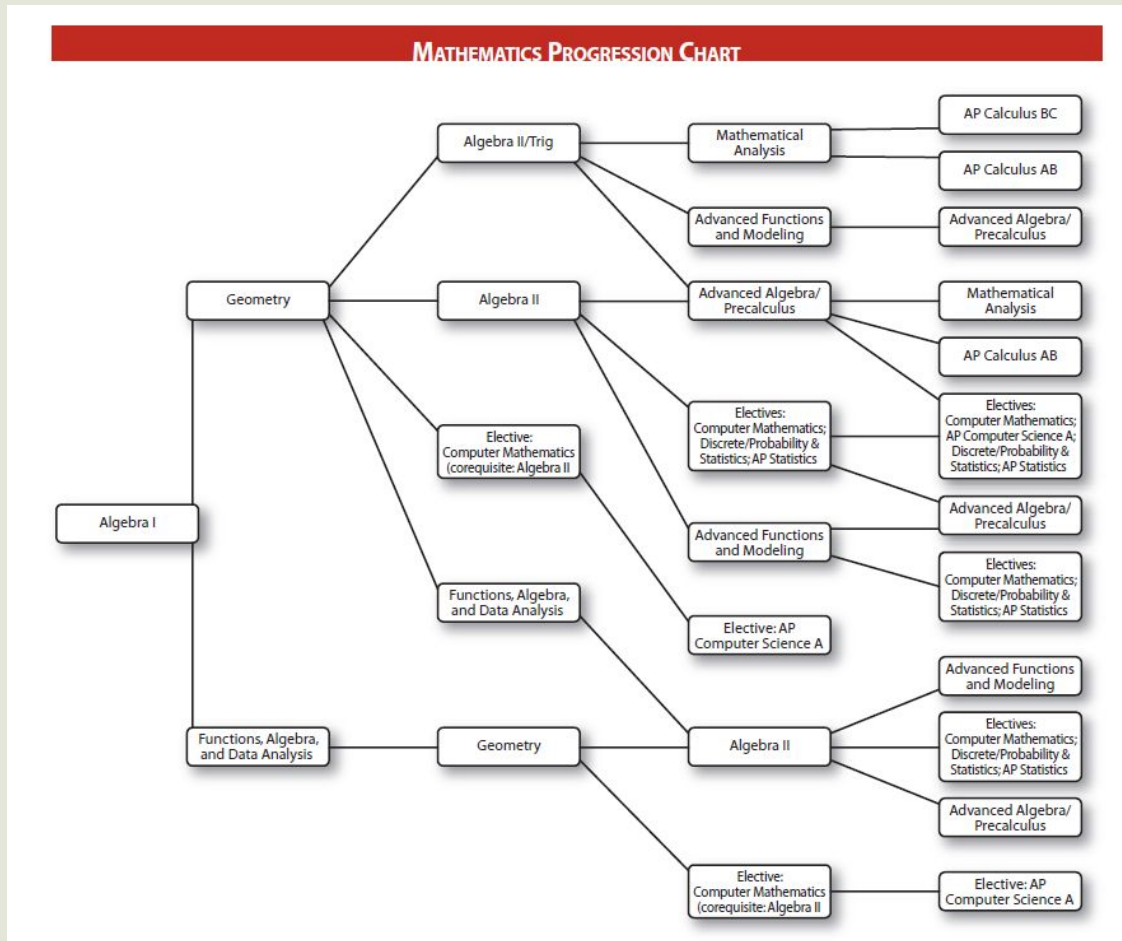 MATHEMATICS PROGRESSION CHART
Algebra I
Geometry
Functions, Algebra,
and Data Analysis
Algebra II/Trig
Algebra II
Elective:
Computer Mathematics
(corequisite: Algebra II
Functions, Algebra,
and Data Analysis
Geometry
Mathematical
Analysis
Advanced Functions
and Modeling
Advanced Algebra/
Precalculus
Electives:
Computer Mathematics;
Discrete/Probability &
Statistics; AP Statistics
Advanced Functions
and Modeling
Elective: AP
Computer Science A
Algebra II
Elective:
Computer Mathematics
(corequisite: Algebra II
AP Calculus BC
AP Calculus AB
Advanced Algebra/
Precalculus
Mathematical
Analysis
AP Calculus AB
Electives:
Computer Mathematics;
AP Computer Science A;
Discrete/Probability &
Statistics; AP Statistics
Advanced Algebra/
Precalculus
Electives:
Computer Mathematics;
Discrete/Probability &
Statistics; AP Statistics
Advanced Functions
and Modeling
Electives:
Computer Mathematics;
Discrete/Probability &
Statistics; AP Statistics
Advanced Algebra/
Precalculus
Elective: AP
Computer Science A